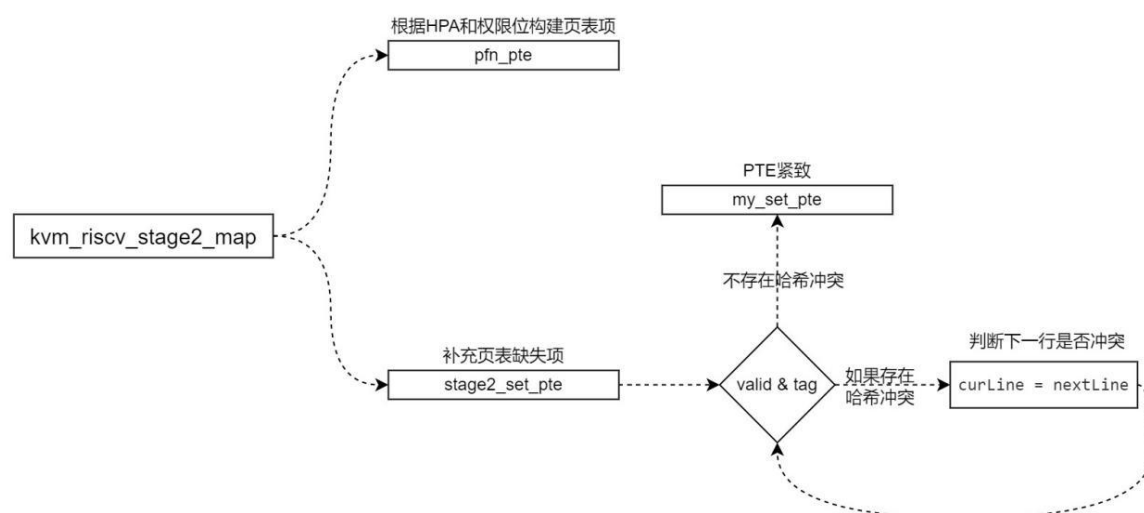 根据HPA和权限位构建页表项
pfn_pte
PTE紧致
my_set_pte
kvm_riscv_stage2_map
不存在哈希冲突
补充页表缺失项
stage2_set_pte
valid & tag
如果存在
哈希冲突
判断下一行是否冲突
curLine = nextLine